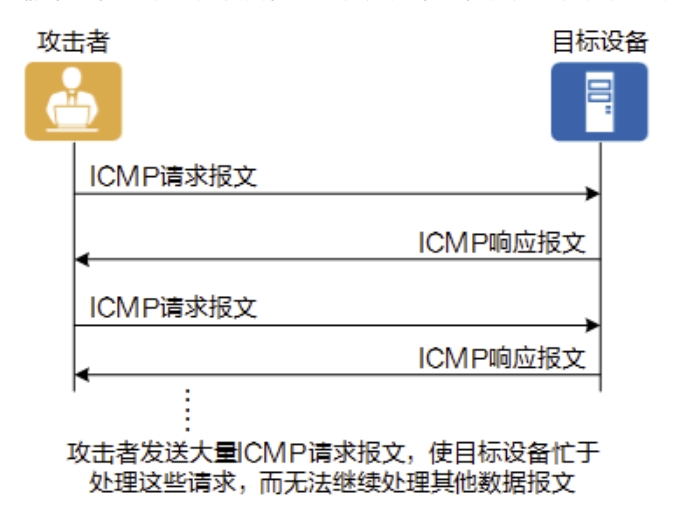 攻击者
目标设备
ICMP请求报文
ICMP响应报文
ICMP请求报文
ICMP响应报文
攻击者发送大量ICMP请求报文，使目标设备忙于
处理这些请求，而无法继续处理其他数据报文